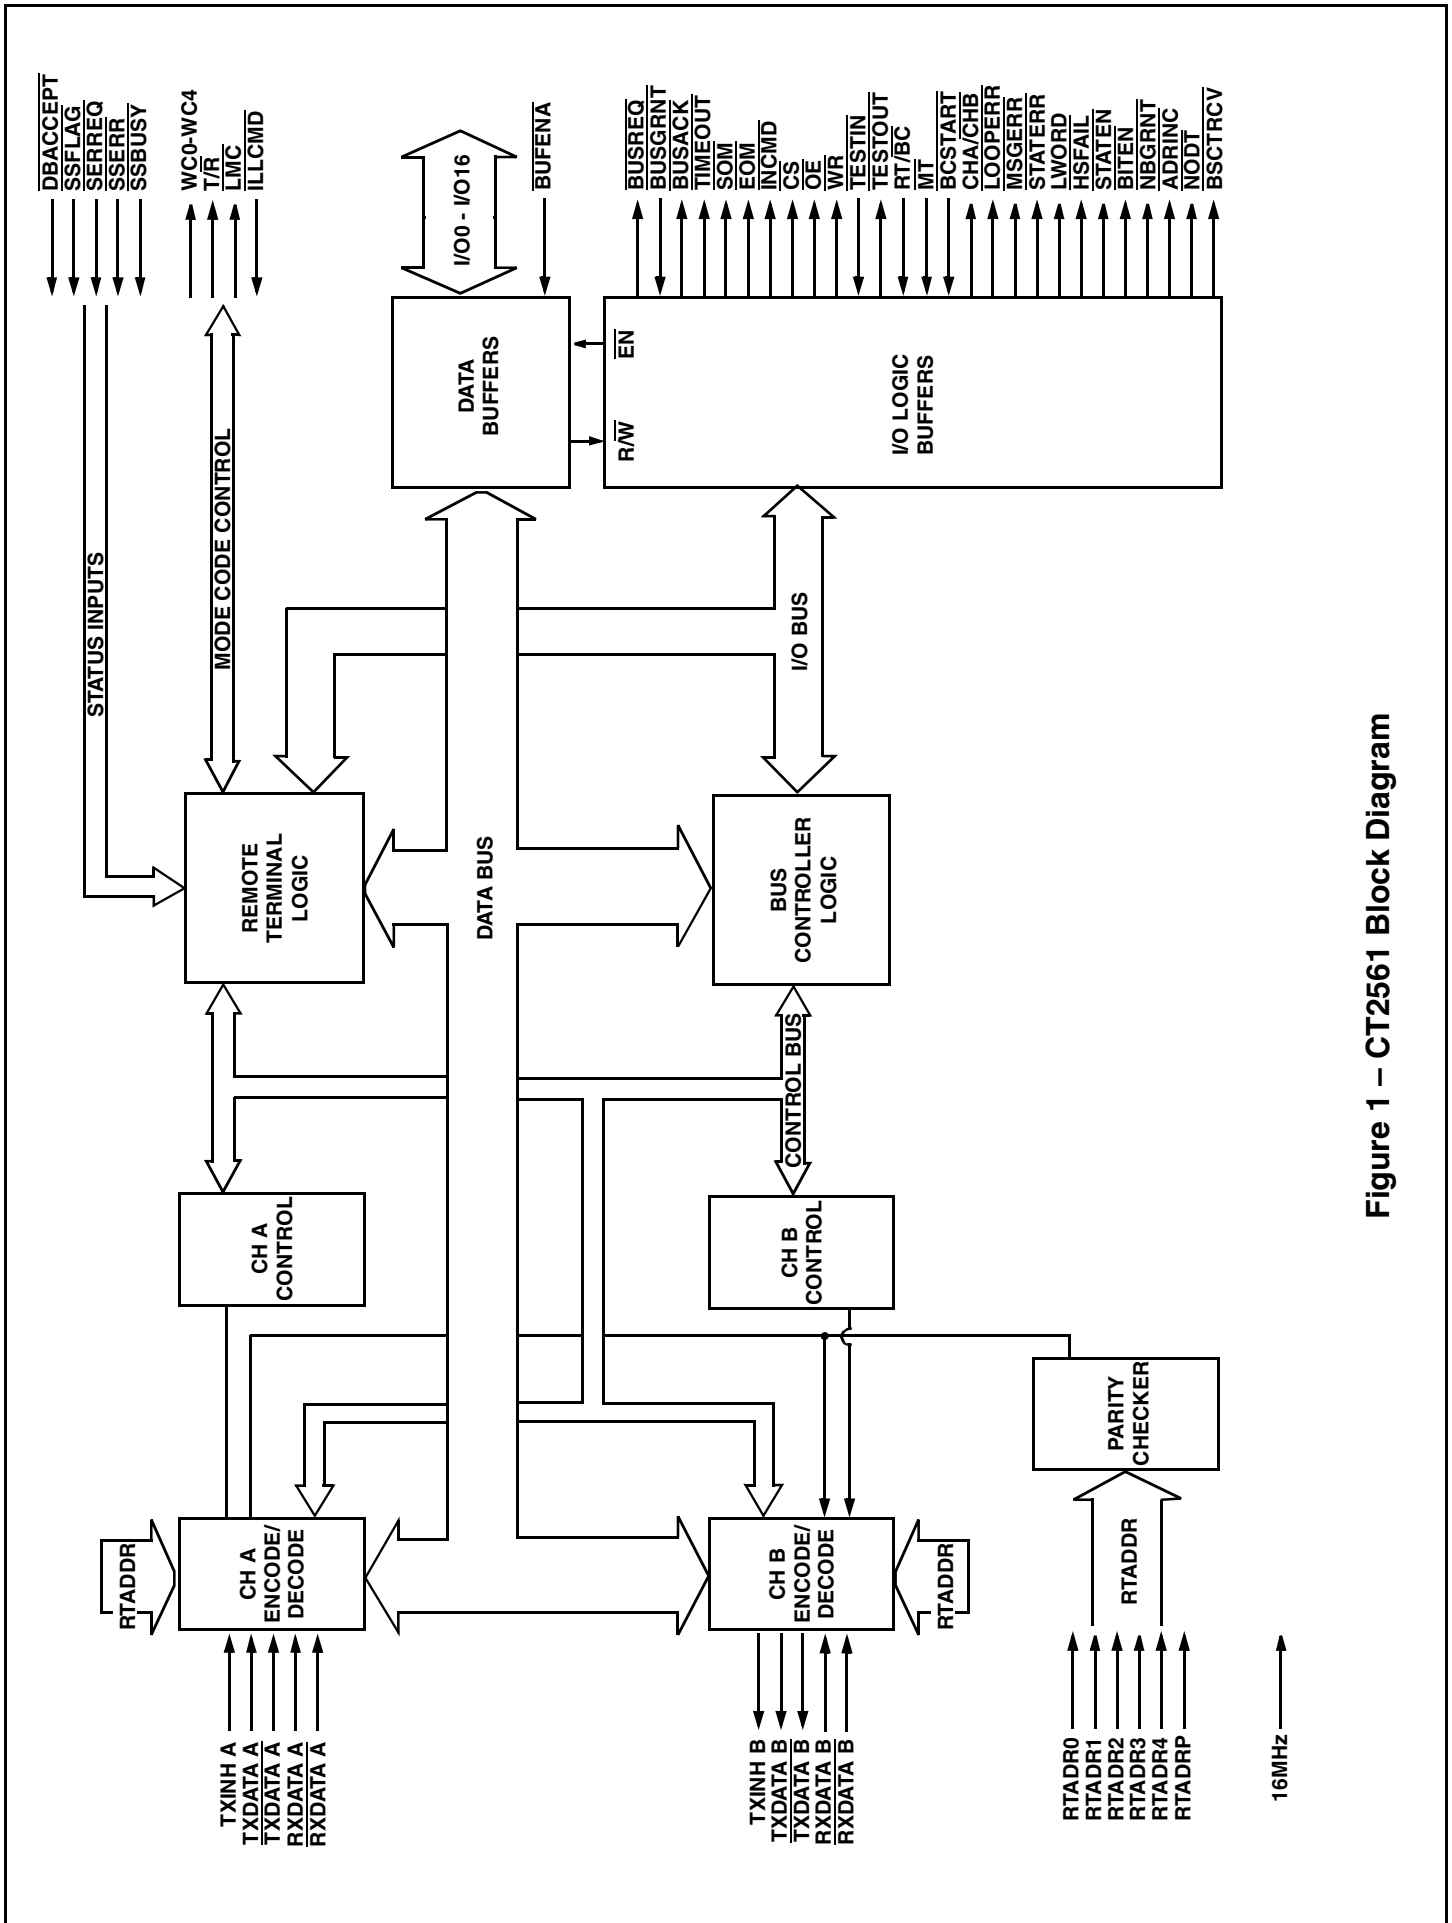 TXINH A
TXDATA A
TXDATA A
RXDATA A
RXDATA A
RTADDR
CH A
ENCODE/
DECODE
CH A
CONTROL
REMOTE
TERMINAL
LOGIC
STATUS INPUTS
MODE CODE CONTROL
DBACCEPT
SSFLAG
SERREQ
SSERR
SSBUSY
WC0-WC4
T/R
LMC
ILLCMD
DATA BUS
DATA
BUFFERS
I/O0 - I/O16
BUFENA
R/W
EN
TXINH B
TXDATA B
TXDATA B
RXDATA B
RXDATA B
CH B
ENCODE/
DECODE
RTADDR
CH B
CONTROL
CONTROL BUS
BUS
CONTROLLER
LOGIC
I/O BUS
I/O LOGIC
BUFFERS
BUSREQ
BUSGRNT
BUSACK
TIMEOUT
SOM
EOM
INCMD
CS
OE
WR
TESTIN
TESTOUT
RT/BC
MT
BCSTART
CHA/CHB
LOOPERR
MSGERR
STATERR
LWORD
HSFAIL
STATEN
BITEN
NBGRNT
ADRINC
NODT
BSCTRCV
RTADR0
RTADR1
RTADR2
RTADR3
RTADR4
RTADRP
RTADDR
PARITY
CHECKER
16MHz
Figure 1 – CT2561 Block Diagram